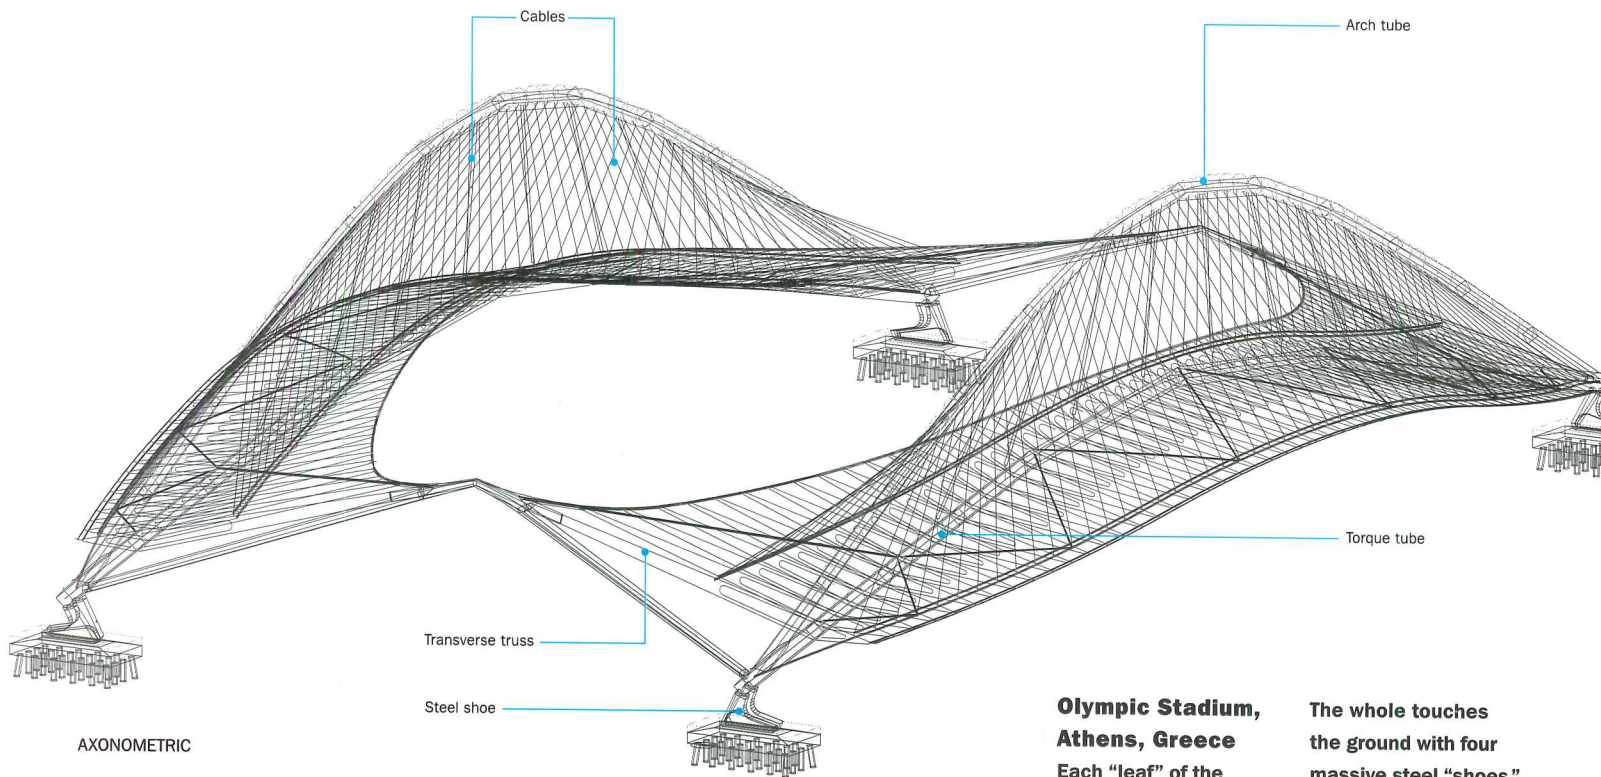 Cables
Arch tube
Torque tube
Transverse truss
Steel shoe
AXONOMETRIC
Olympic Stadium,
Athens, Greece
Each “leaf” of the
The whole touches
the ground with four
massive steel “shoes.”